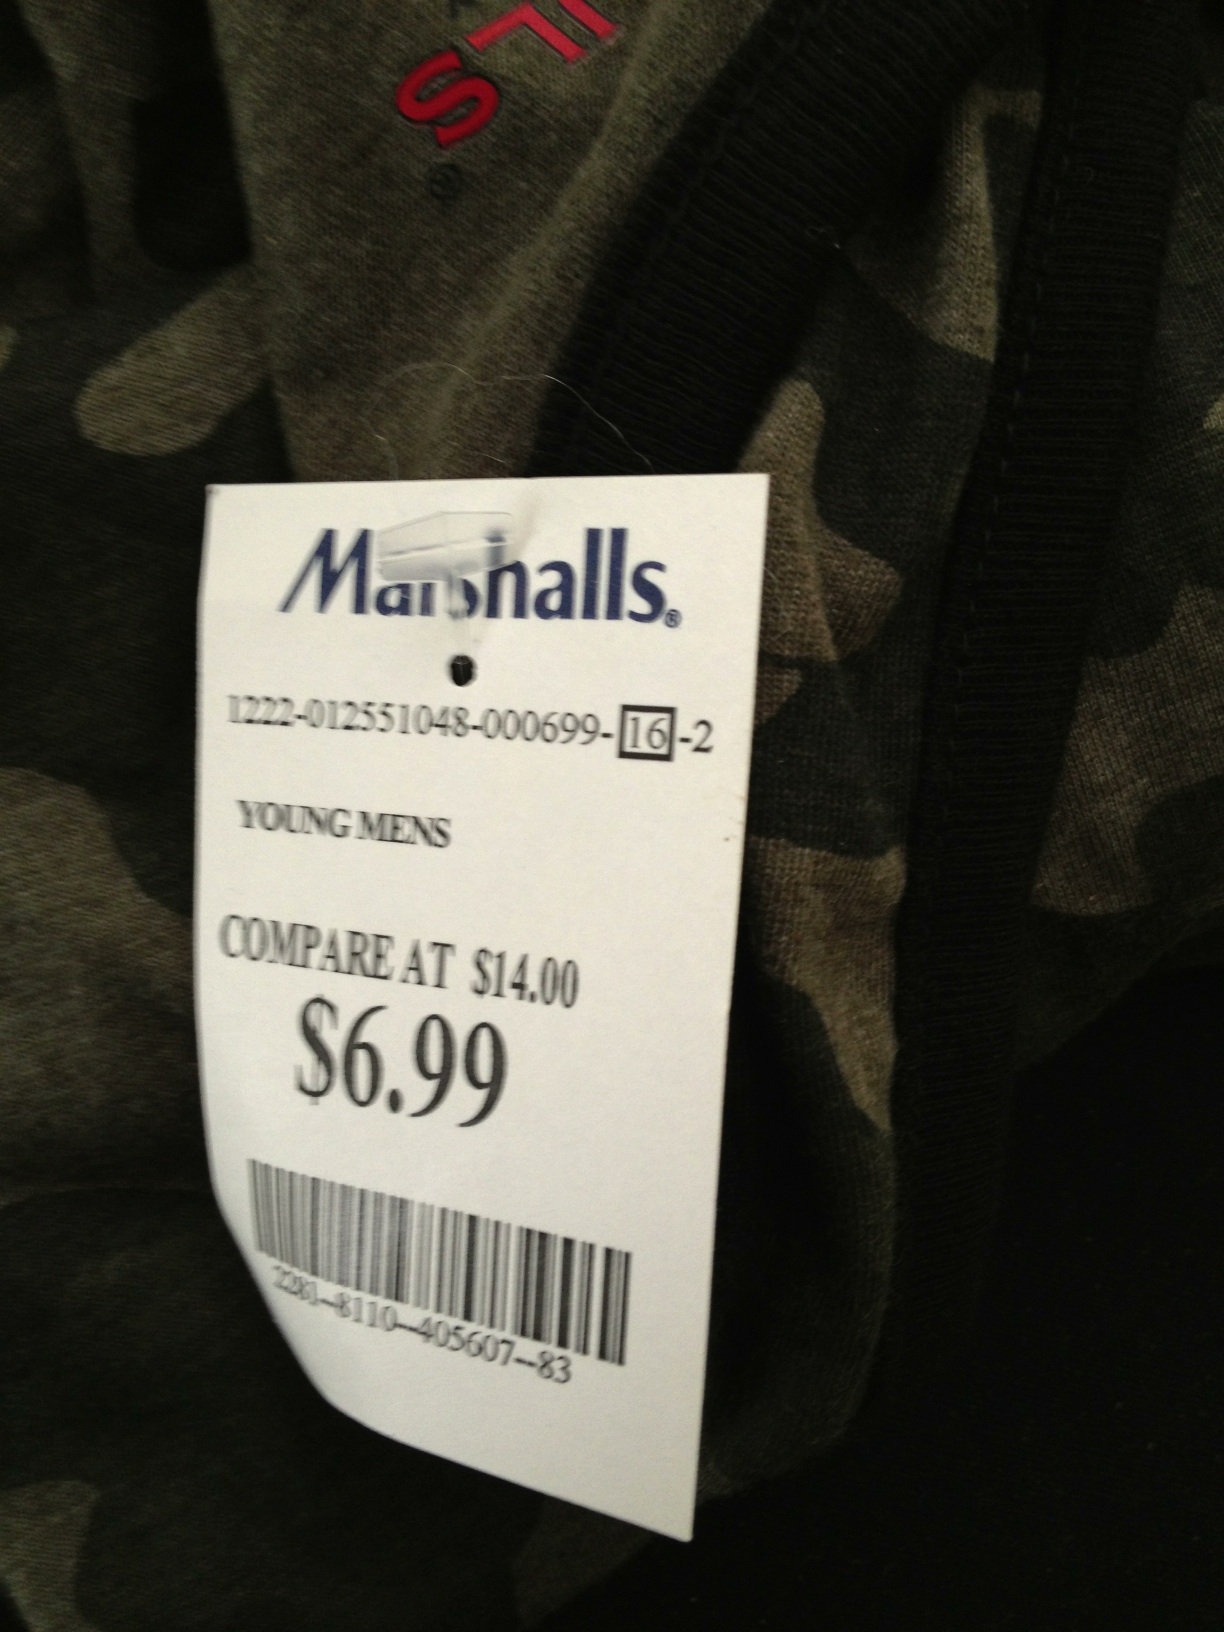 Marshalls®
1222-012551048-000699-16-2
YOUNG MENS
COMPARE AT $14.00
$6.99
2281--8110--405607--83